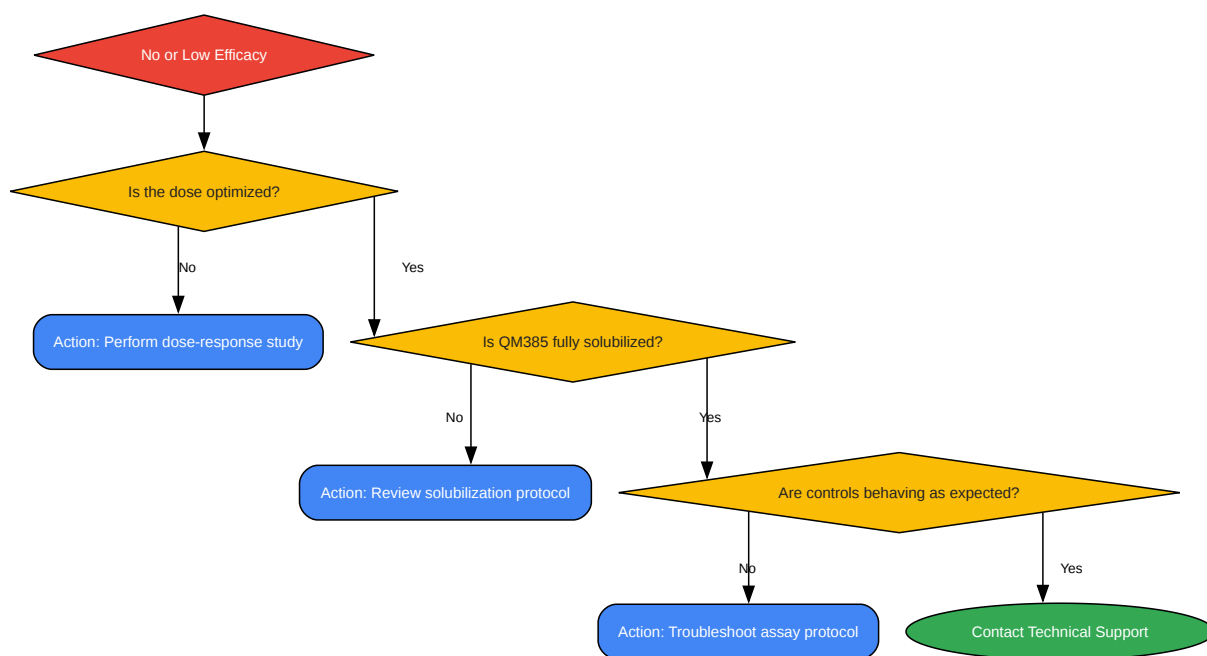 No or Low Efficacy
Is the dose optimized?
No
Yes
Action: Perform dose-response study
Is QM385 fully solubilized?
No
Yes
Action: Review solubilization protocol
Are controls behaving as expected?
No
Yes
Action: Troubleshoot assay protocol
Contact Technical Support